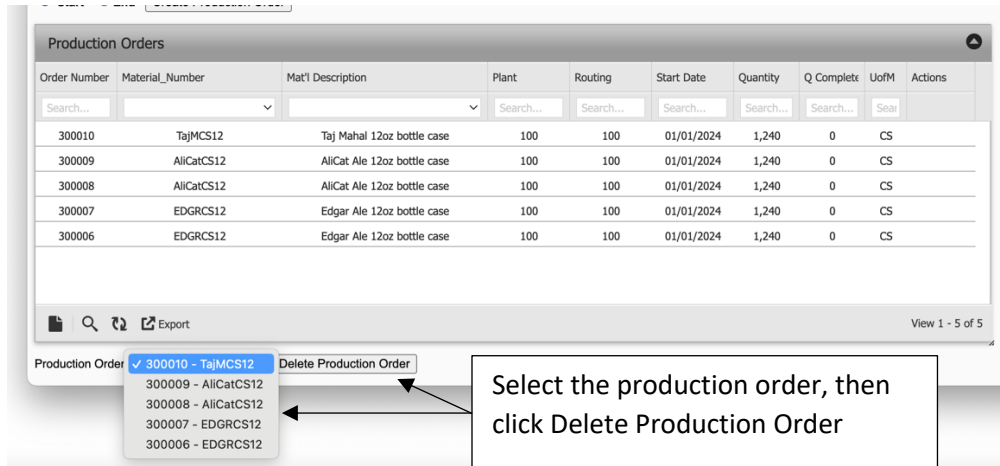 Production Orders
Order Number Material_Number Mat'l Description Plant Routing Start Date Quantity Q Complete UofM Actions
Search... Search... Search... Search... Search... Search... Sear
300010 TajMCS12 Taj Mahal 12oz bottle case 100 100 01/01/2024 1,240 0 CS
300009 AliCatCS12 AliCat Ale 12oz bottle case 100 100 01/01/2024 1,240 0 CS
300008 AliCatCS12 AliCat Ale 12oz bottle case 100 100 01/01/2024 1,240 0 CS
300007 EDGRCS12 Edgar Ale 12oz bottle case 100 100 01/01/2024 1,240 0 CS
300006 EDGRCS12 Edgar Ale 12oz bottle case 100 100 01/01/2024 1,240 0 CS
Export View 1 - 5 of 5
Production Order ✓ 300010 - TajMCS12 Delete Production Order
300009 - AliCatCS12
300008 - AliCatCS12
300007 - EDGRCS12
300006 - EDGRCS12
Select the production order, then
click Delete Production Order